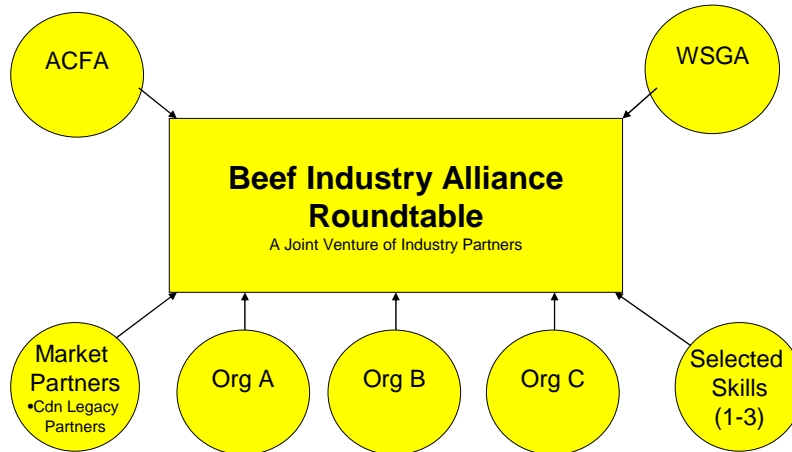 ACFA
WSGA
Beef Industry Alliance
Roundtable
A Joint Venture of Industry Partners
Market
Partners
•Cdn Legacy
Partners
Org A
Org B
Org C
Selected
Skills
(1-3)